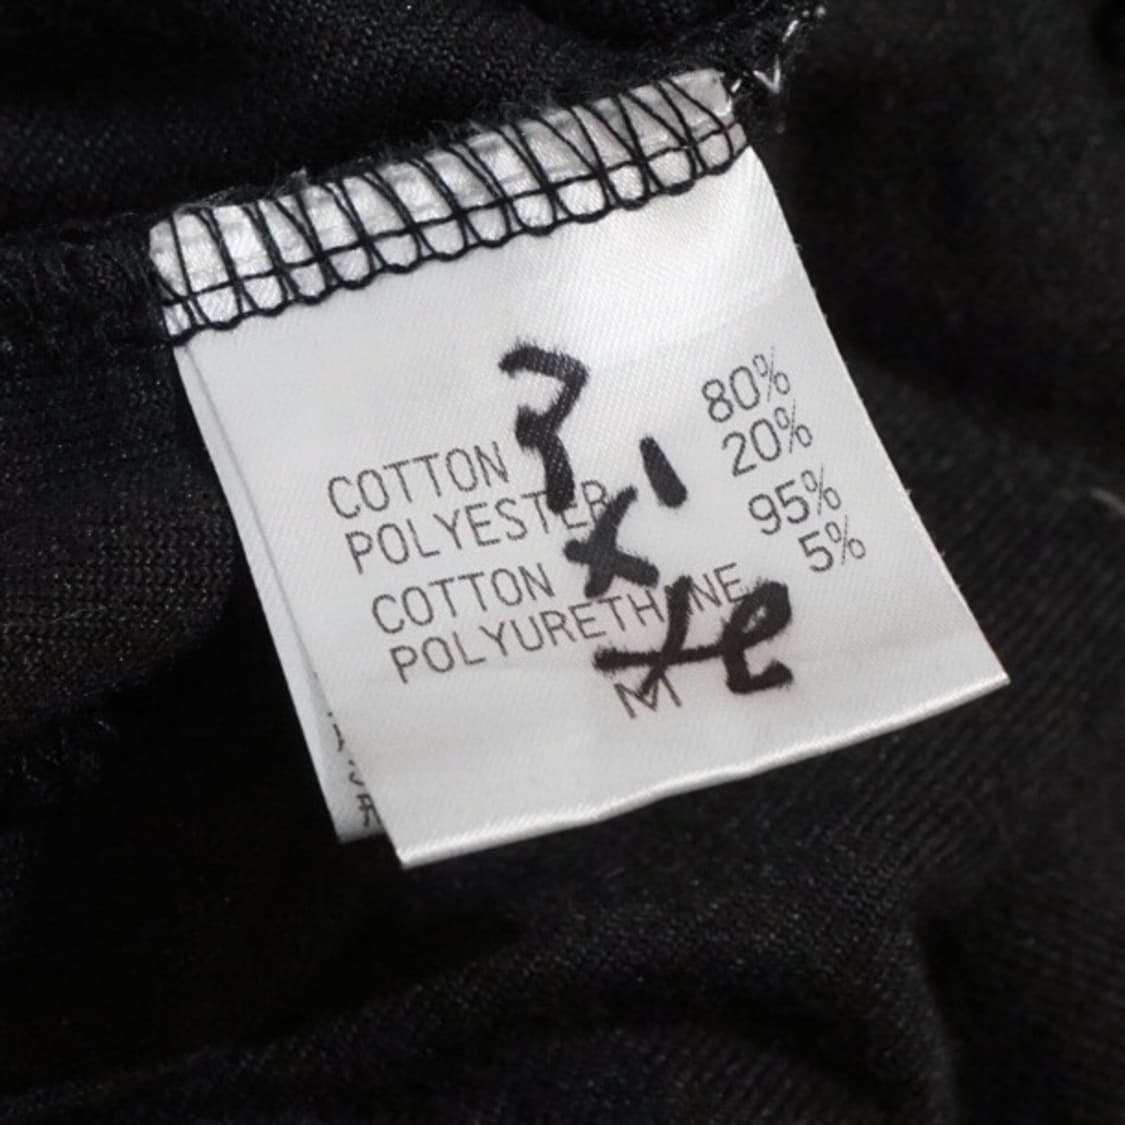 COTTON 80%
POLYESTER 20%
COTTON 95%
POLYURETHANE 5%
M